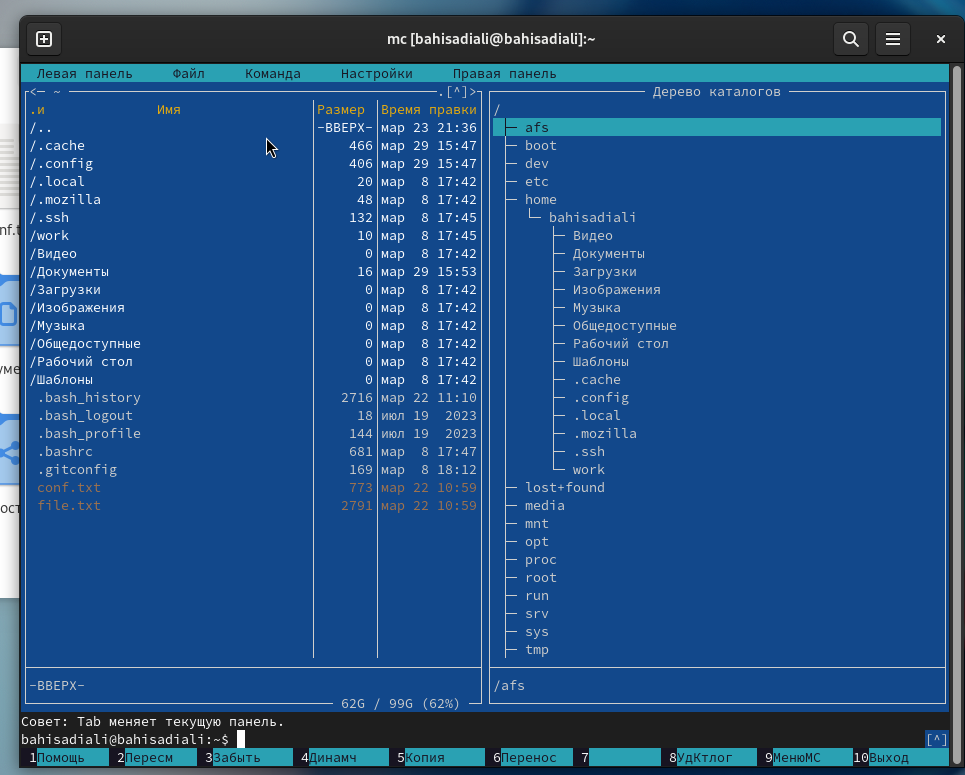 mc [bahisadiali@bahisadiali]:~
Левая панель Файл Команда Настройки Правая панель
<─ ~ .[^]>
.и Имя Размер Время правки
/.. -ВВЕРХ- мар 23 21:36
/.cache 466 мар 29 15:47
/.config 406 мар 29 15:47
/.local 20 мар 8 17:42
/.mozilla 48 мар 8 17:42
/.ssh 132 мар 8 17:45
/work 10 мар 8 17:45
/Видео 0 мар 8 17:42
/Документы 16 мар 29 15:53
/Загрузки 0 мар 8 17:42
/Изображения 0 мар 8 17:42
/Музыка 0 мар 8 17:42
/Общедоступные 0 мар 8 17:42
/Рабочий стол 0 мар 8 17:42
/Шаблоны 0 мар 8 17:42
.bash_history 2716 мар 22 11:10
.bash_logout 18 июл 19 2023
.bash_profile 144 июл 19 2023
.bashrc 681 мар 8 17:47
.gitconfig 169 мар 8 18:12
conf.txt 773 мар 22 10:59
file.txt 2791 мар 22 10:59
-ВВЕРХ-
62G / 99G (62%)
Дерево каталогов
/
afs
boot
dev
etc
home
bahisadiali
Видео
Документы
Загрузки
Изображения
Музыка
Общедоступные
Рабочий стол
Шаблоны
.cache
.config
.local
.mozilla
.ssh
work
lost+found
media
mnt
opt
proc
root
run
srv
sys
tmp
/afs
Совет: Tab меняет текущую панель.
bahisadiali@bahisadiali:~$ [^]
1Помощь 2Пересм 3Забыть 4Динамч 5Копия 6Перенос 7 8УдКтлог 9МенюMC 10Выход